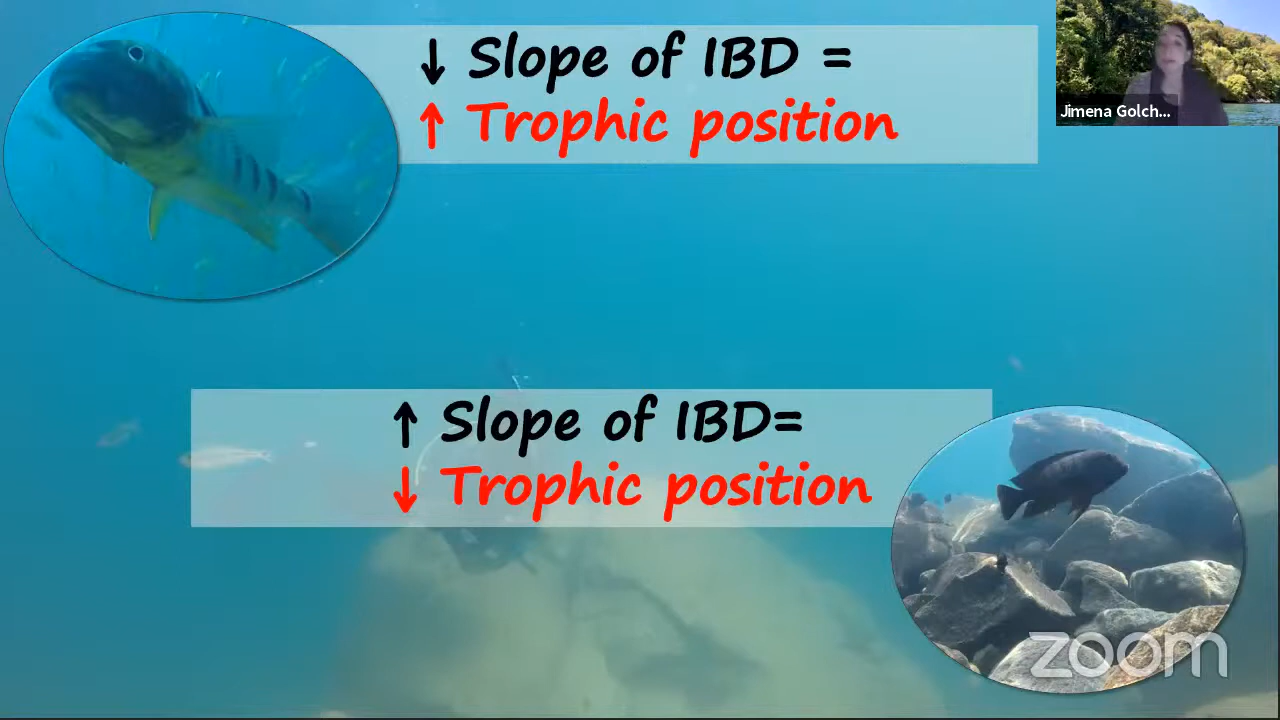 ↓ Slope of IBD =
↑ Trophic position
Jimena Golch...
↑ Slope of IBD=
↓ Trophic position
zoom